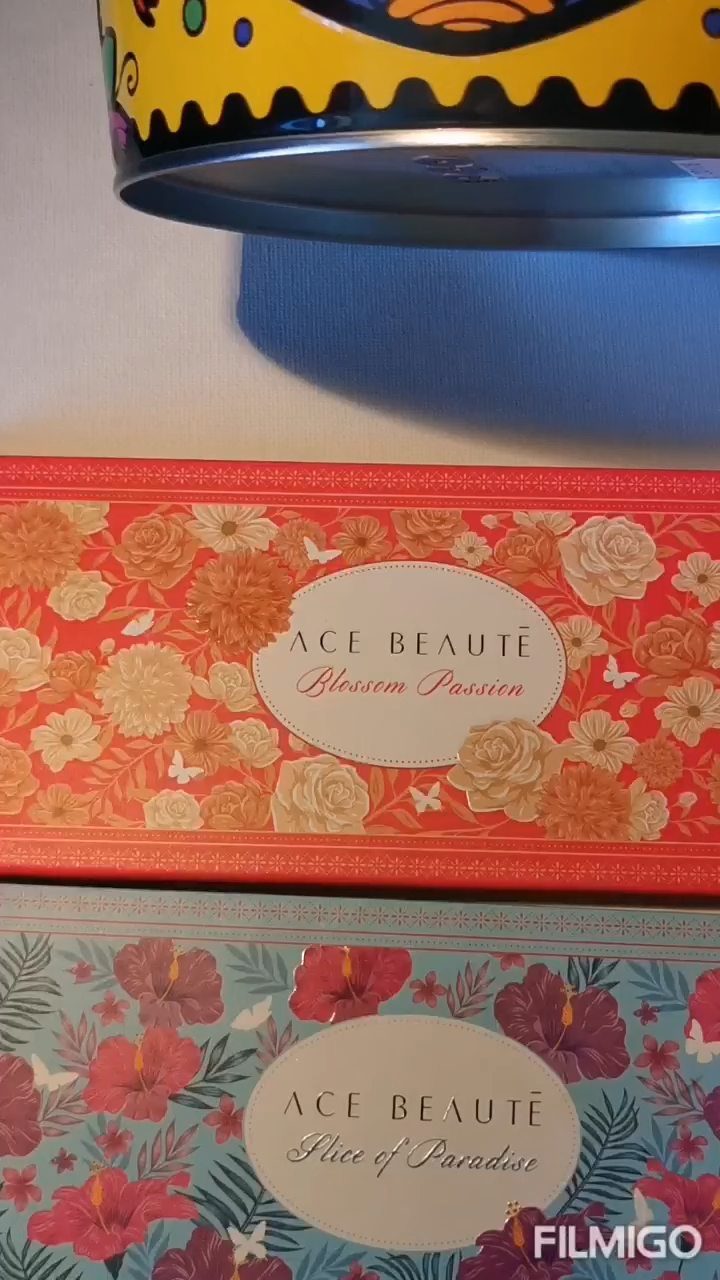 ACE BEAUTĒ
Blossom Passion
ACE BEAUTĒ
Slice of Paradise
FILMIGO